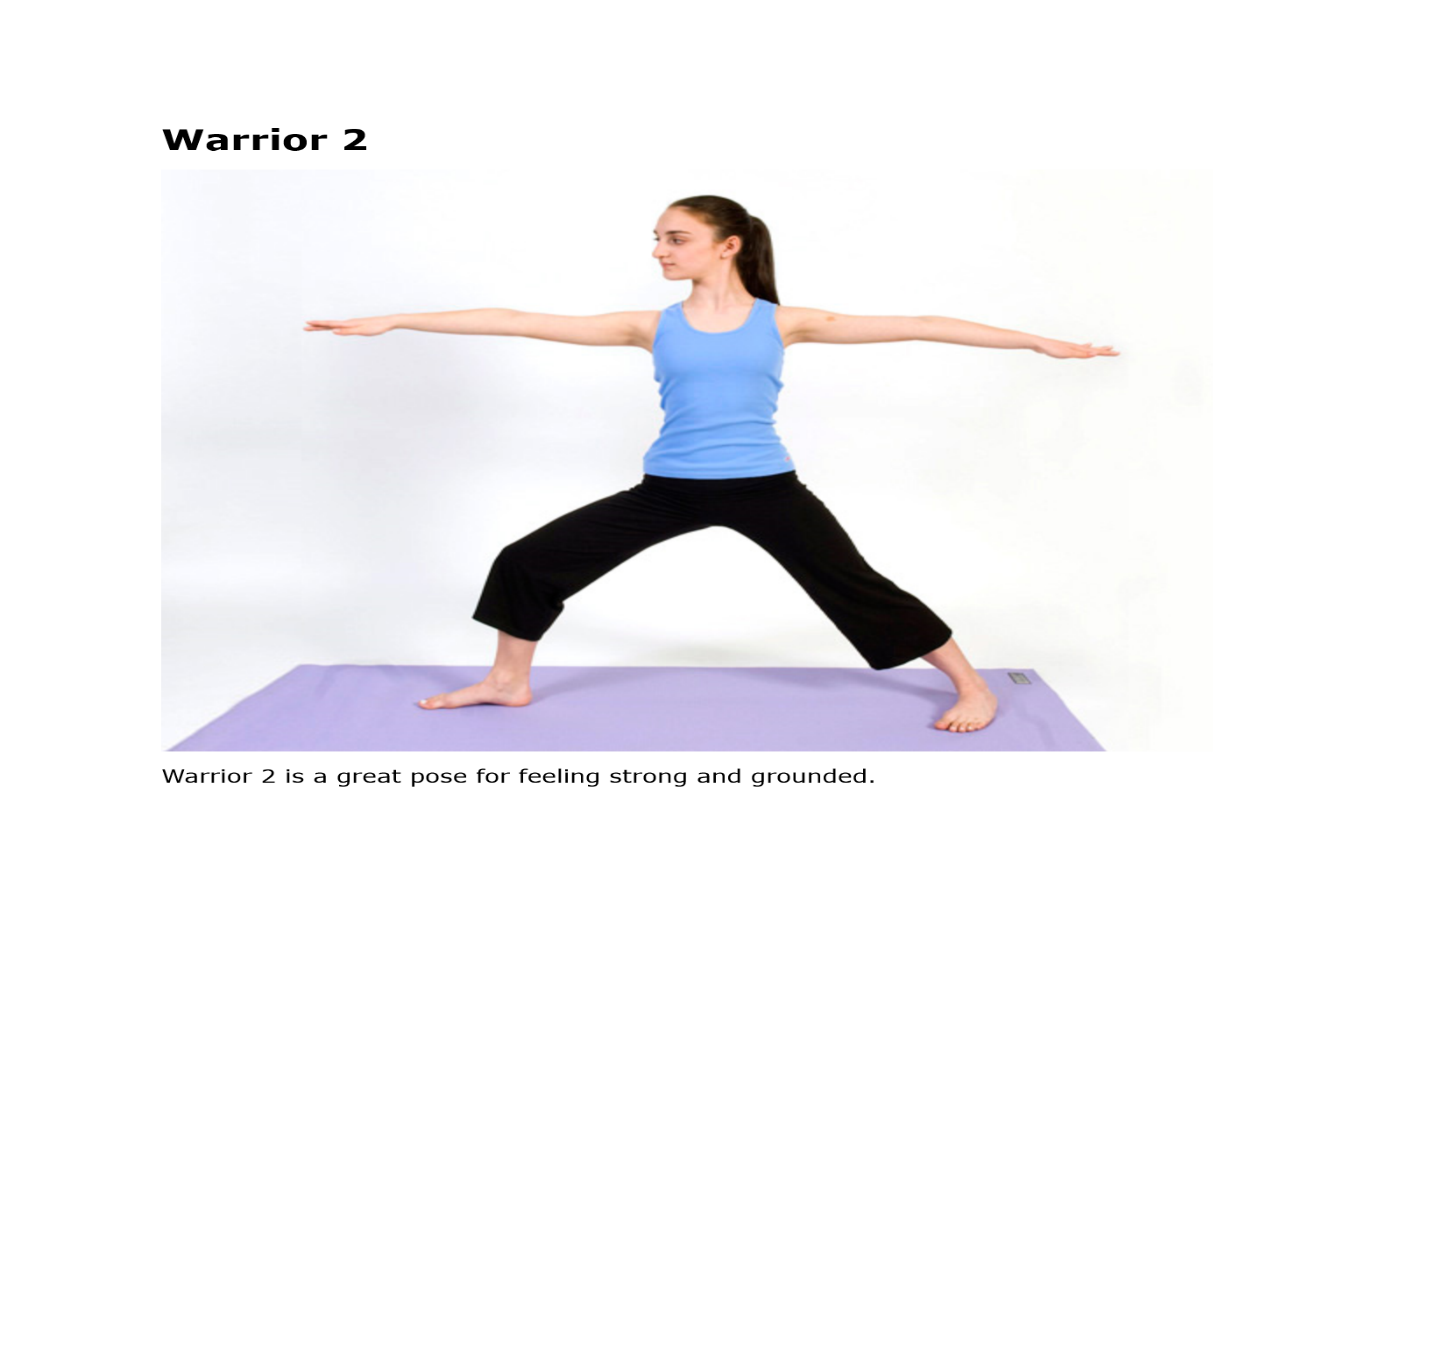 Warrior 2
Warrior 2 is a great pose for feeling strong and grounded.